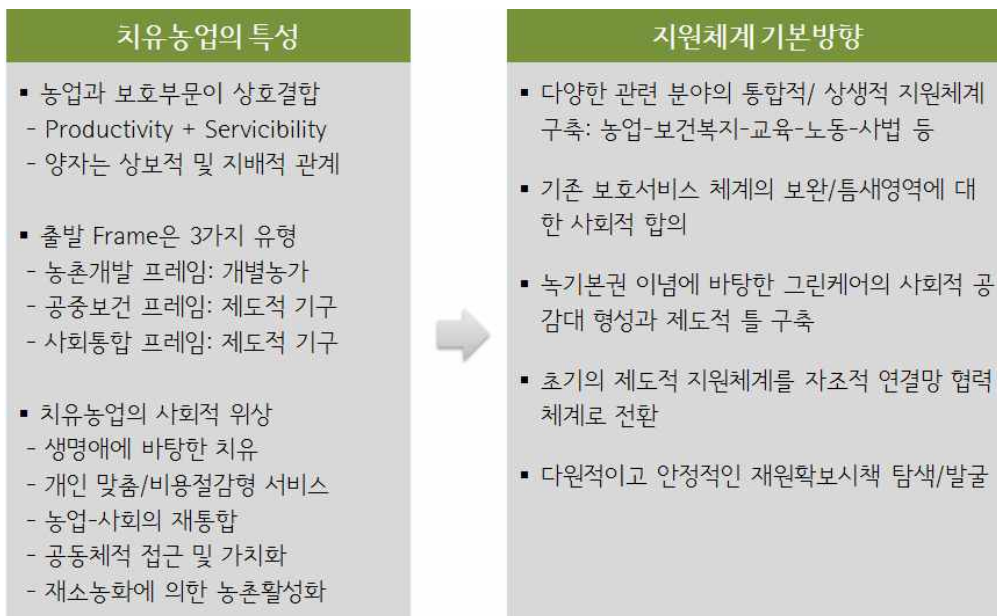 치유농업의 특성
▪ 농업과 보호부문이 상호결합
- Productivity + Servicibility
- 양자는 상보적 및 지배적 관계
▪ 출발 Frame은 3가지 유형
- 농촌개발 프레임: 개별농가
- 공중보건 프레임: 제도적 기구
- 사회통합 프레임: 제도적 기구
▪ 치유농업의 사회적 위상
- 생명애에 바탕한 치유
- 개인 맞춤/비용절감형 서비스
- 농업-사회의 재통합
- 공동체적 접근 및 가치화
- 재소농화에 의한 농촌활성화
지원체계 기본방향
▪ 다양한 관련 분야의 통합적/ 상생적 지원체계
구축: 농업-보건복지-교육-노동-사법 등
▪ 기존 보호서비스 체계의 보완/틈새영역에 대
한 사회적 합의
▪ 녹기본권 이념에 바탕한 그린케어의 사회적 공
감대 형성과 제도적 틀 구축
▪ 초기의 제도적 지원체계를 자조적 연결망 협력
체계로 전환
▪ 다원적이고 안정적인 재원확보시책 탐색/발굴